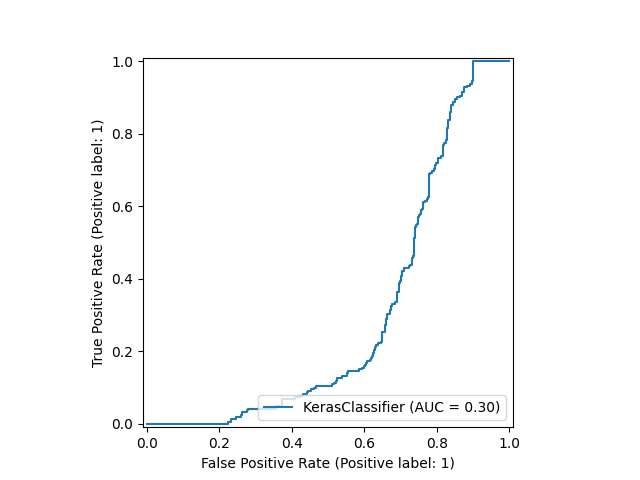 1.0
0.8
0.6
0.4
0.2
0.0
True Positive Rate (Positive label: 1)
KerasClassifier (AUC = 0.30)
0.0 0.2 0.4 0.6 0.8 1.0
False Positive Rate (Positive label: 1)